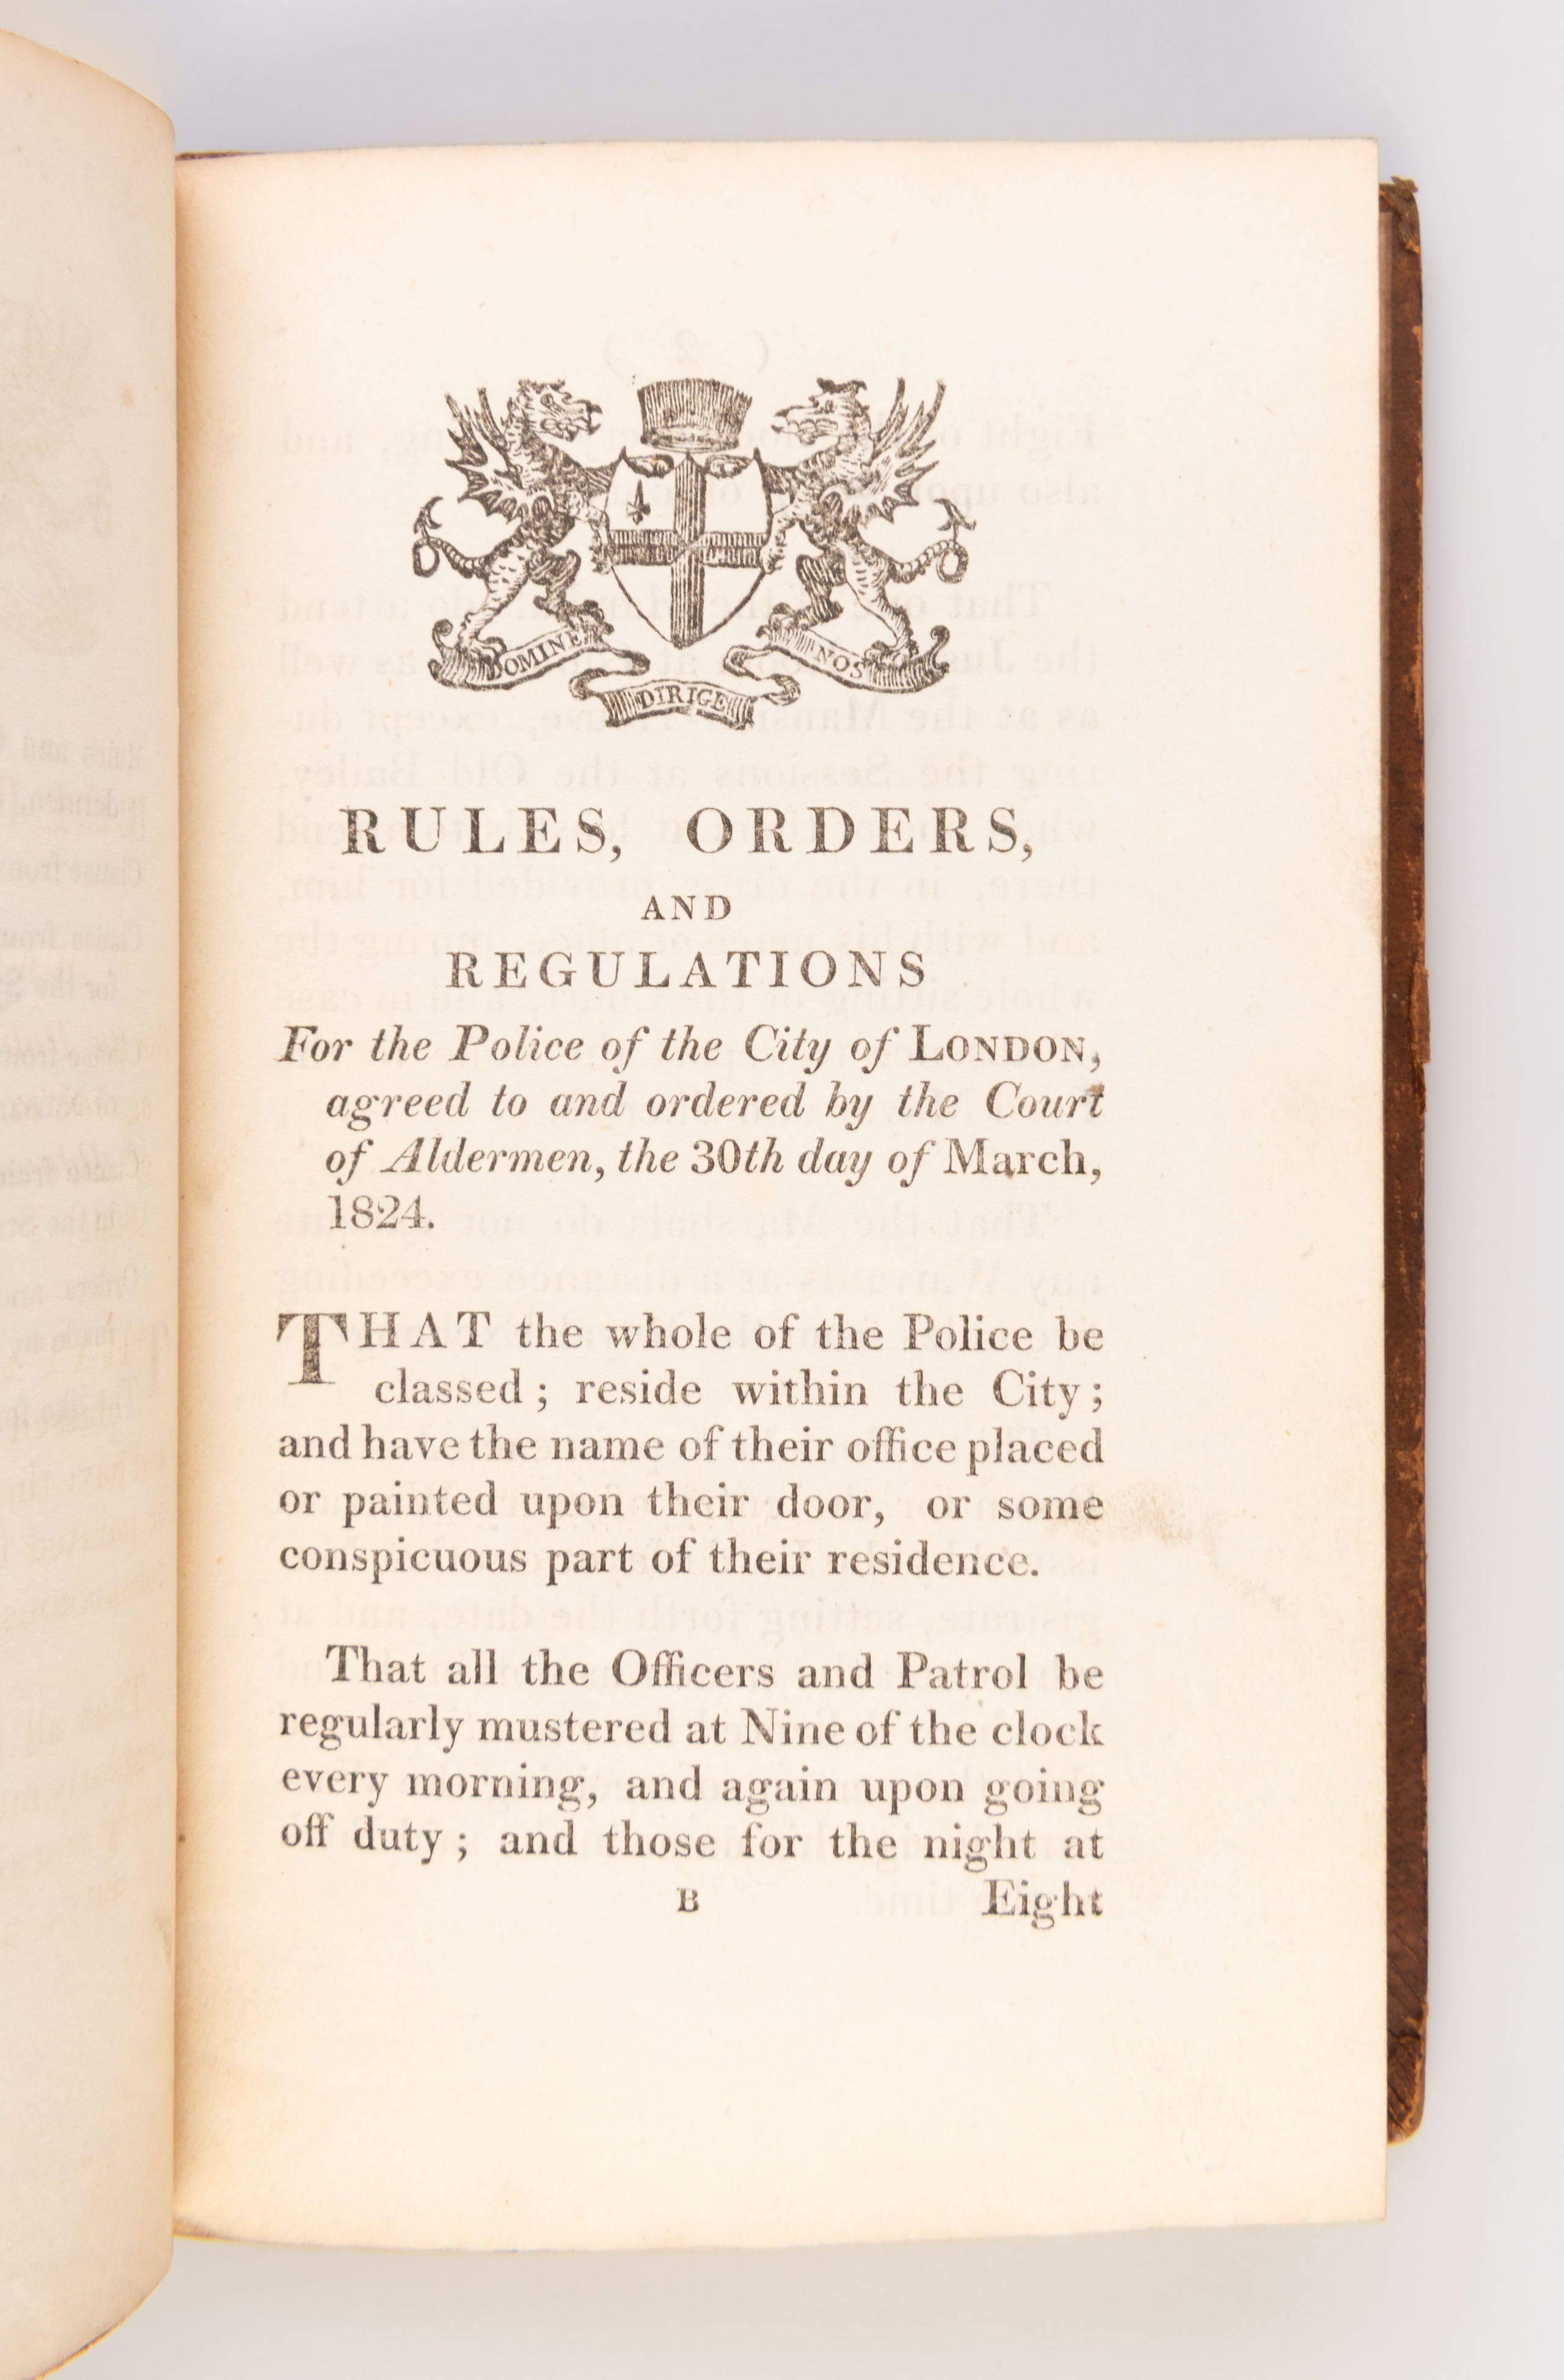 DOMINE
DIRIGE
NOS
RULES, ORDERS,
AND
REGULATIONS
For the Police of the City of LONDON,
agreed to and ordered by the Court
of Aldermen, the 30th day of March,
1824.
THAT the whole of the Police be
classed; reside within the City;
and have the name of their office placed
or painted upon their door, or some
conspicuous part of their residence.
That all the Officers and Patrol be
regularly mustered at Nine of the clock
every morning, and again upon going
off duty; and those for the night at
B Eight